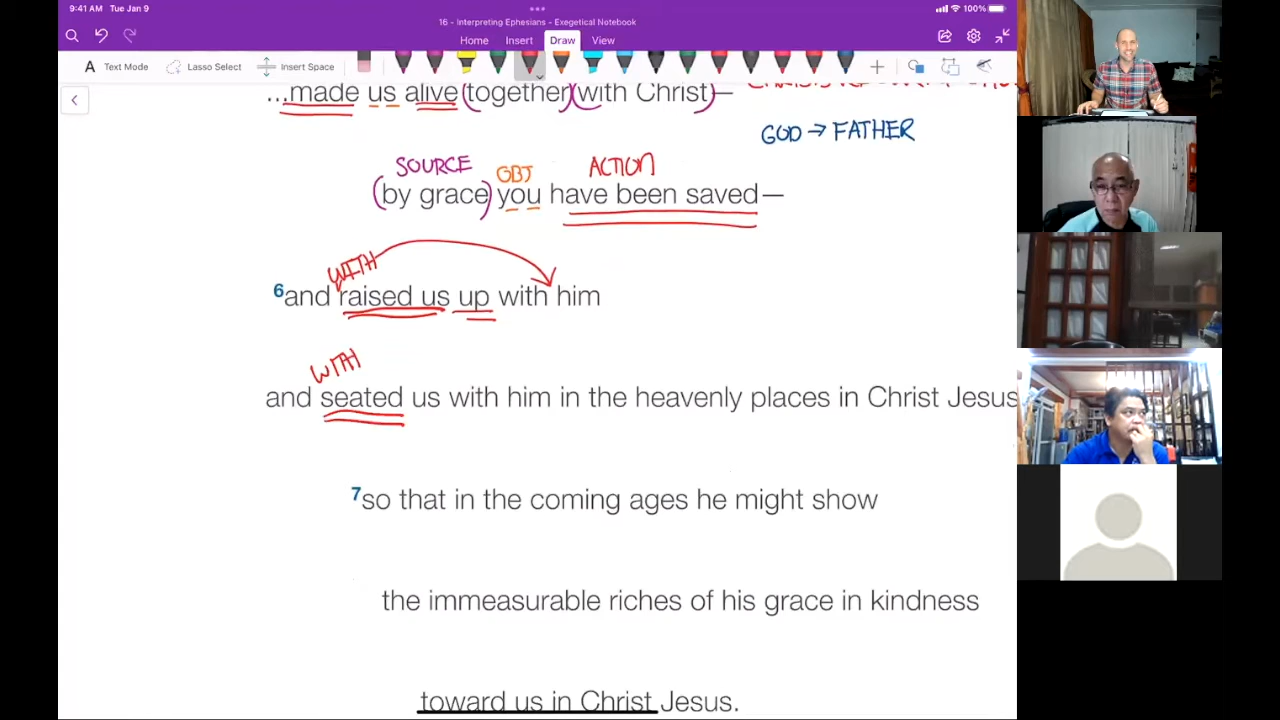 9:41 AM Tue Jan 9
100%
16 - Interpreting Ephesians - Exegetical Notebook
Home Insert Draw View
A Text Mode Lasso Select Insert Space
...made us alive (together)(with Christ)—
GOD → FATHER
SOURCE OBJ ACTION
(by grace) you have been saved—
WITH
6and raised us up with him
WITH
and seated us with him in the heavenly places in Christ Jesus
7so that in the coming ages he might show
the immeasurable riches of his grace in kindness
toward us in Christ Jesus.